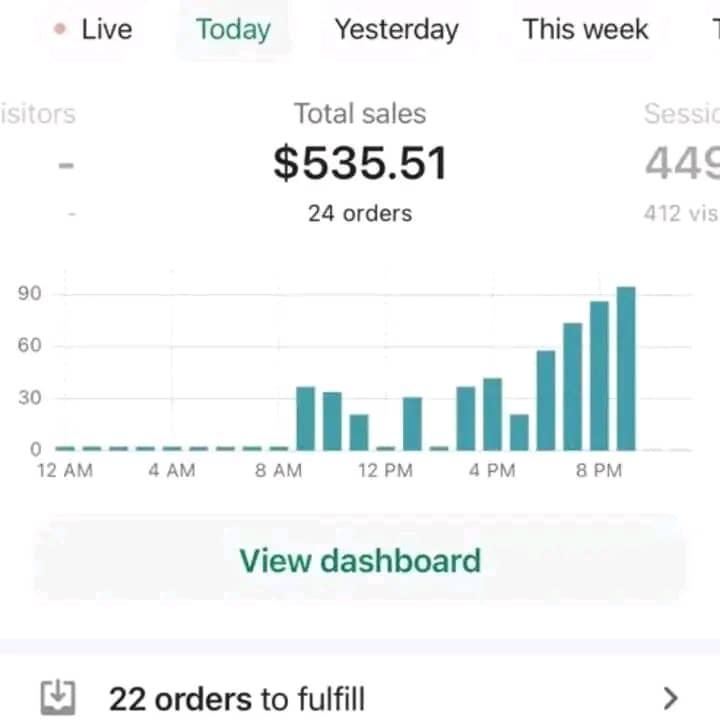 Live Today Yesterday This week
isitors Total sales Sessio
- $535.51 449
- 24 orders 412 vis
90
60
30
0
12 AM 4 AM 8 AM 12 PM 4 PM 8 PM
View dashboard
22 orders to fulfill